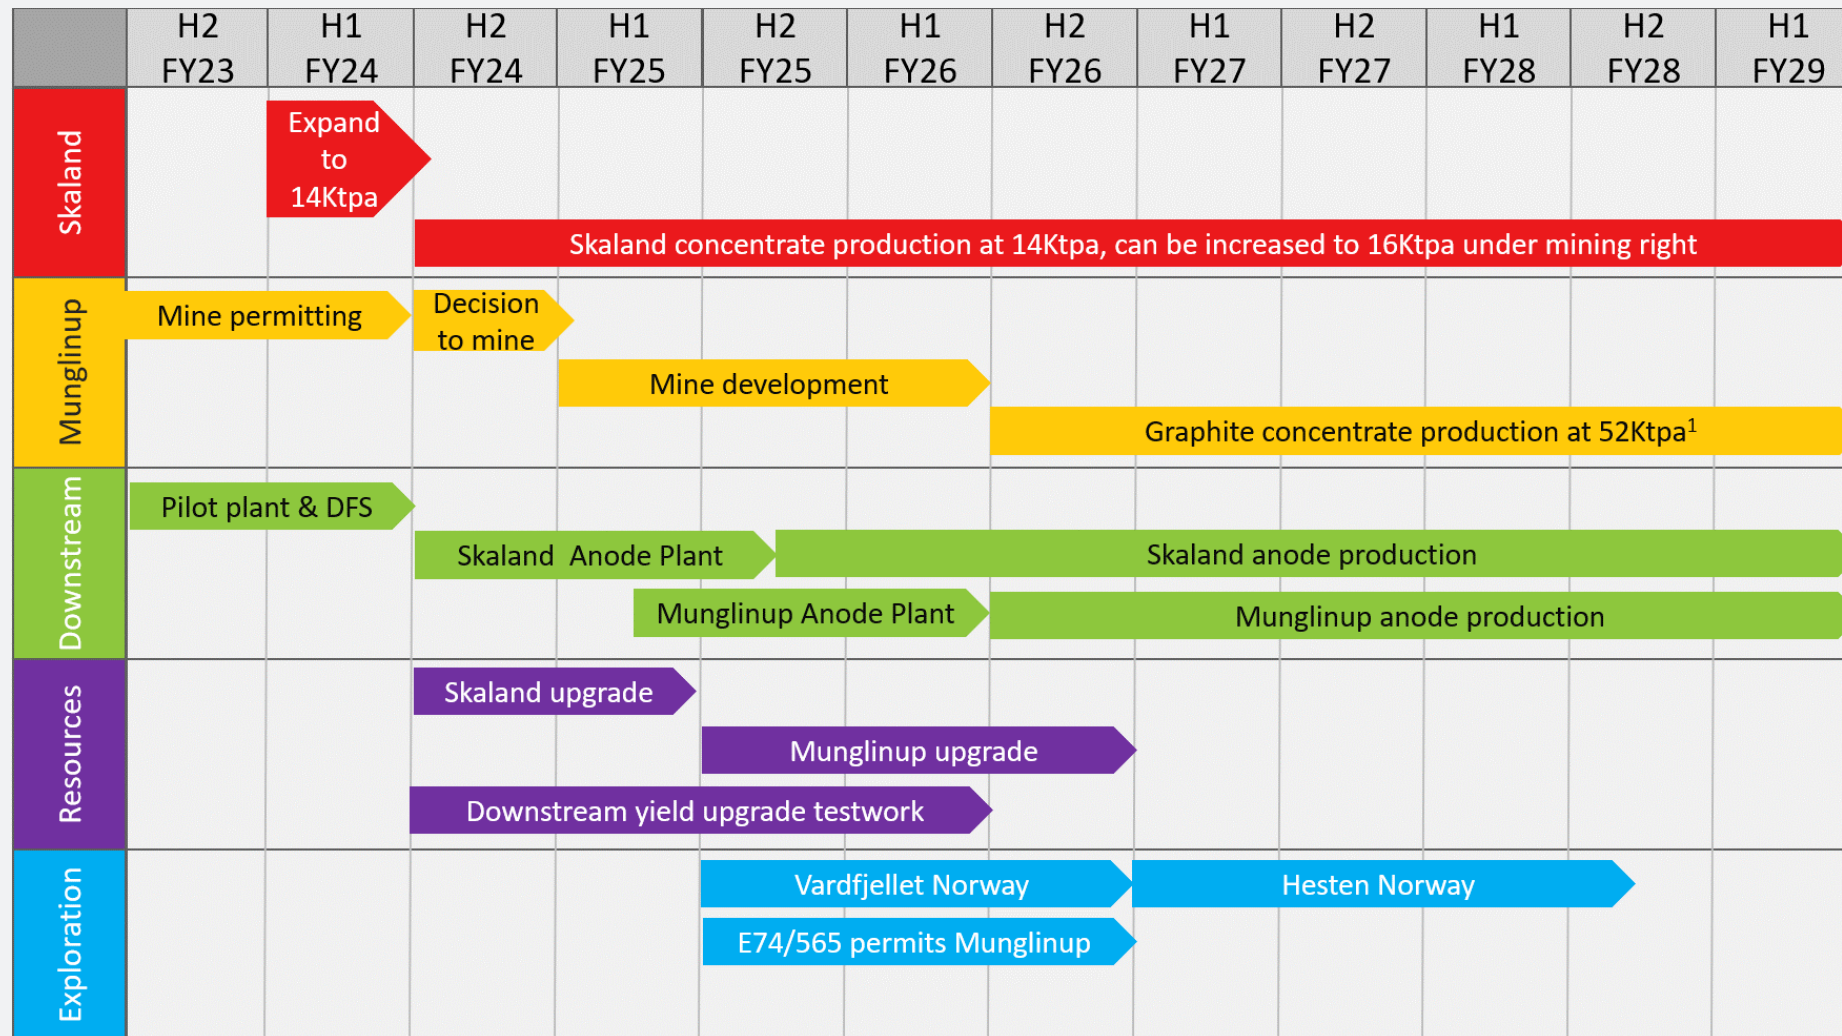 H2 H1 H2 H1 H2 H1 H2 H1 H2 H1 H2 H1
FY23 FY24 FY24 FY25 FY25 FY26 FY26 FY27 FY27 FY28 FY28 FY29
Skaland
Expand
to
14Ktpa
Skaland concentrate production at 14Ktpa, can be increased to 16Ktpa under mining right
Munglinup
Mine permitting
Decision
to mine
Mine development
Graphite concentrate production at 52Ktpa¹
Downstream
Pilot plant & DFS
Skaland Anode Plant
Skaland anode production
Munglinup Anode Plant
Munglinup anode production
Resources
Skaland upgrade
Munglinup upgrade
Downstream yield upgrade testwork
Exploration
Vardfjellet Norway
Hesten Norway
E74/565 permits Munglinup